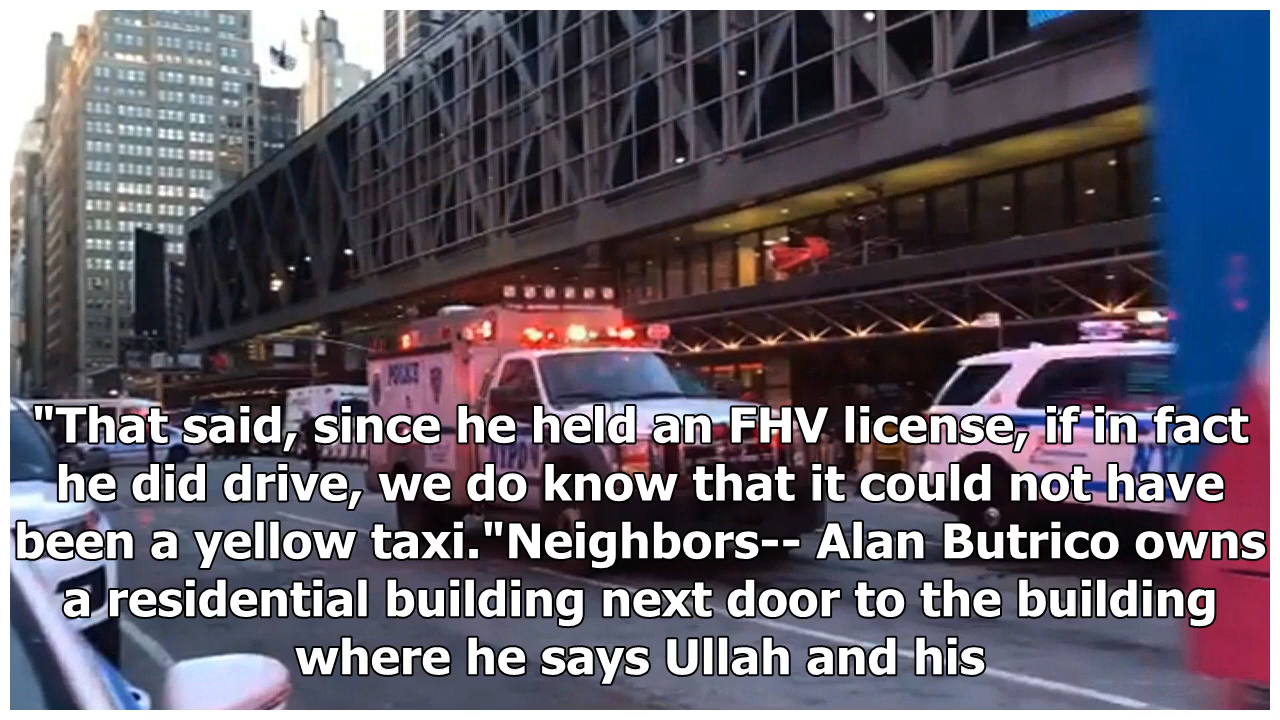 POLICE
NYPD
"That said, since he held an FHV license, if in fact
he did drive, we do know that it could not have
been a yellow taxi."Neighbors-- Alan Butrico owns
a residential building next door to the building
where he says Ullah and his